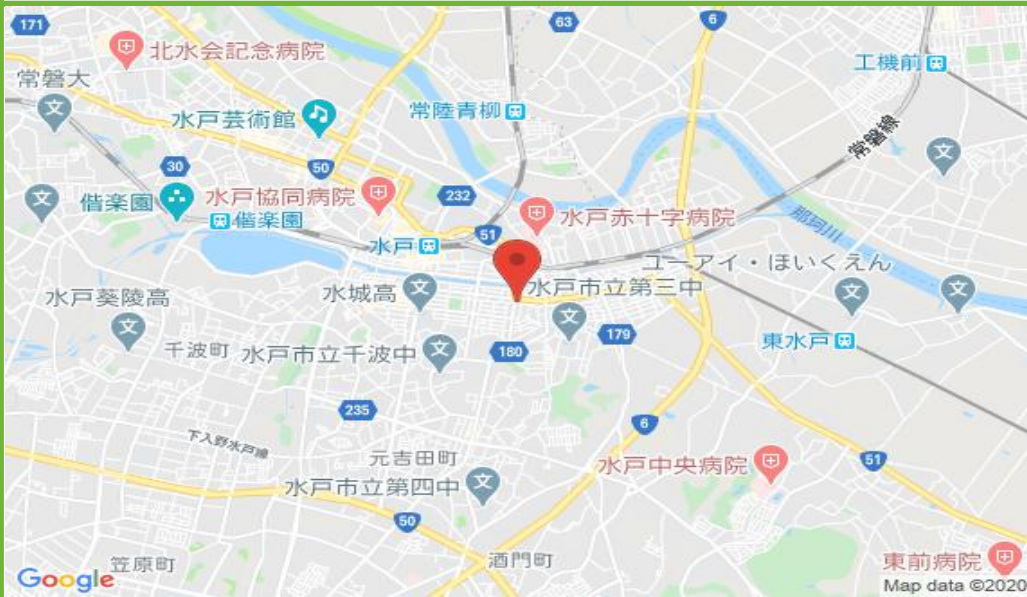 171
63
6
北水会記念病院
工機前
常磐大
常陸青柳
水戸芸術館
常磐線
50
30
232
水戸協同病院
偕楽園
偕楽園
水戸赤十字病院
那珂川
51
水戸
ユーアイ・ほいくえん
水城高
水戸市立第三中
水戸葵陵高
179
東水戸
千波町
水戸市立千波中
180
235
6
下入野水戸線
元吉田町
水戸中央病院
51
水戸市立第四中
50
酒門町
笠原町
東前病院
Google
Map data ©2020